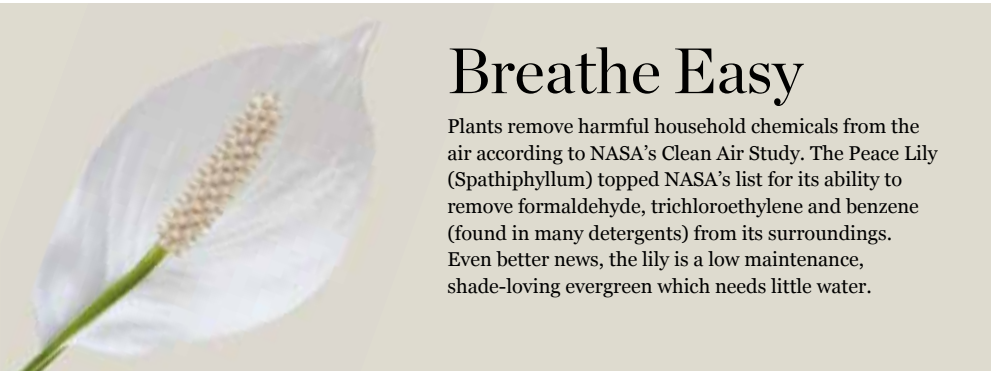 Breathe Easy
Plants remove harmful household chemicals from the
air according to NASA’s Clean Air Study. The Peace Lily
(Spathiphyllum) topped NASA’s list for its ability to
remove formaldehyde, trichloroethylene and benzene
(found in many detergents) from its surroundings.
Even better news, the lily is a low maintenance,
shade-loving evergreen which needs little water.